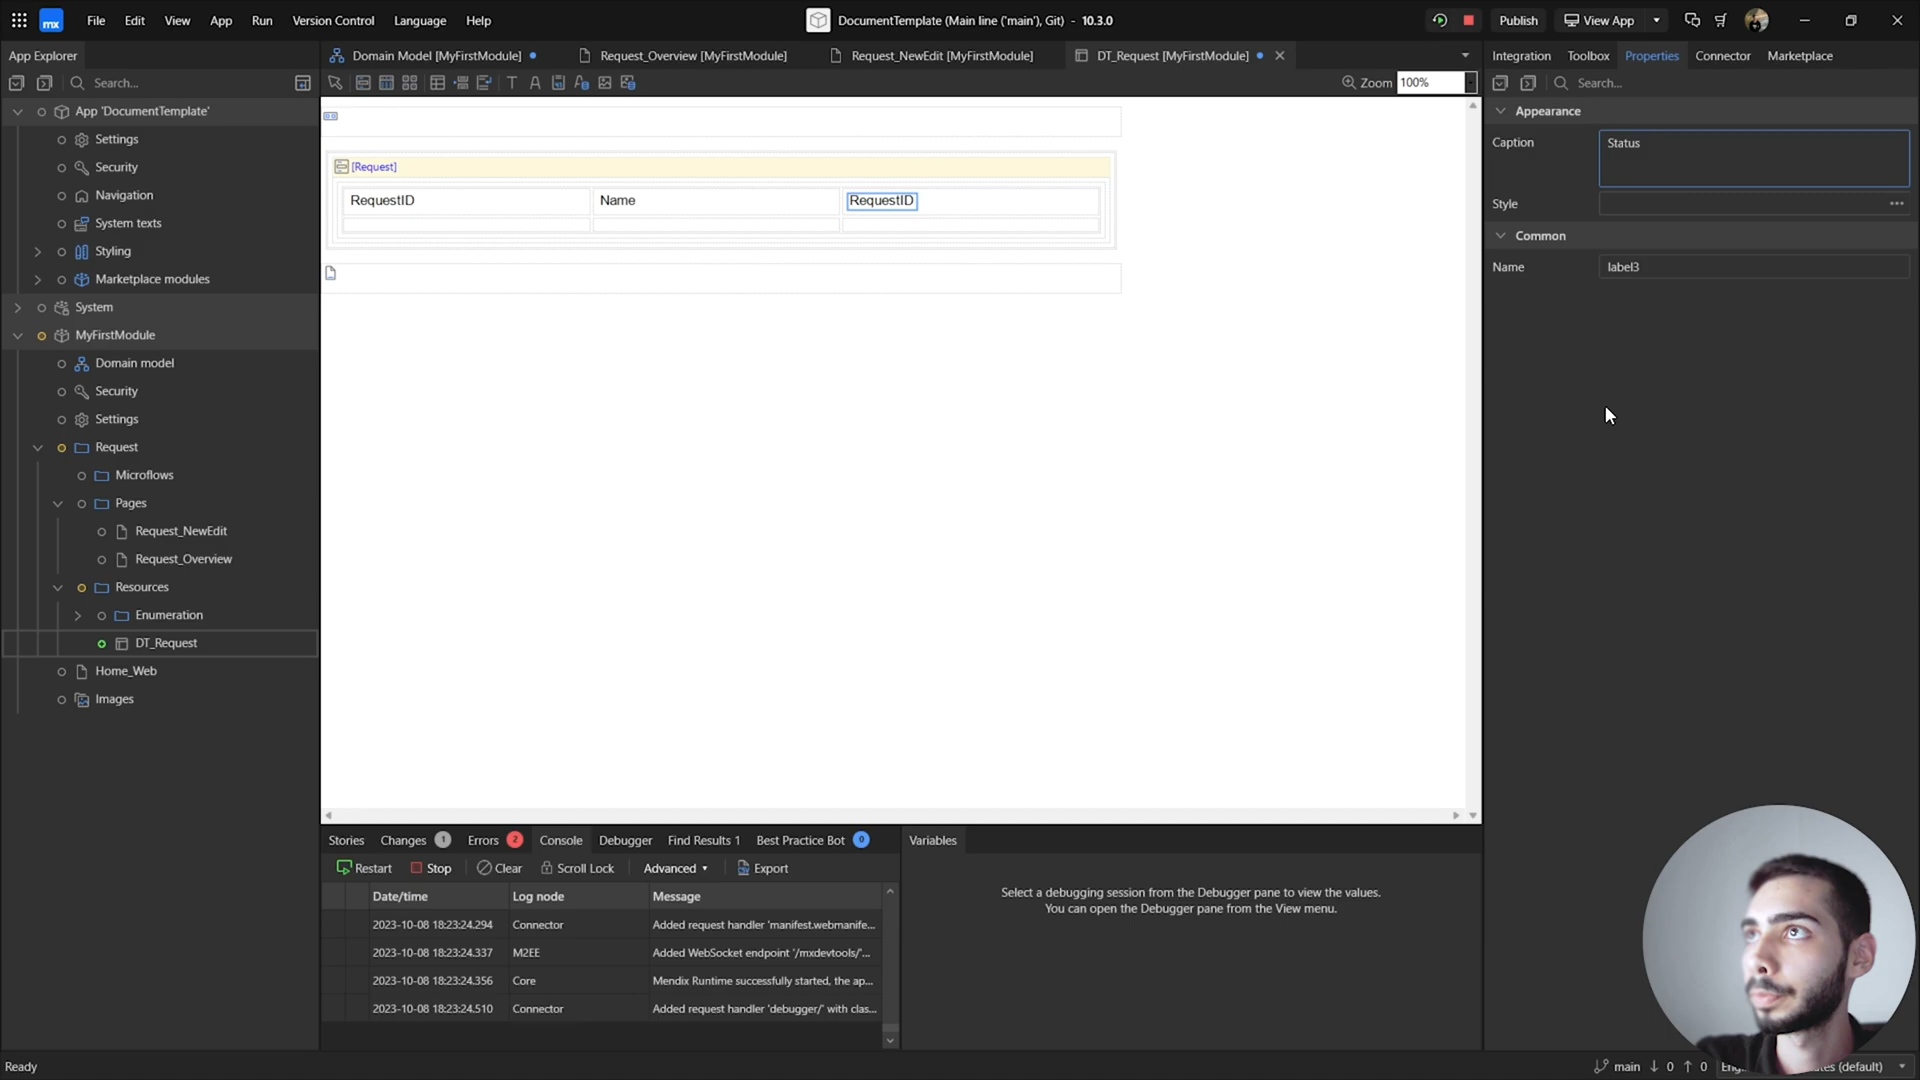 mx File Edit View App Run Version Control Language Help
DocumentTemplate (Main line ('main'), Git) - 10.3.0
Publish View App
App Explorer
Domain Model [MyFirstModule]
Request_Overview [MyFirstModule]
Request_NewEdit [MyFirstModule]
DT_Request [MyFirstModule]
Integration Toolbox Properties Connector Marketplace
Search...
Zoom 100%
Search...
App 'DocumentTemplate'
Settings
Security
Navigation
System texts
Styling
Marketplace modules
System
MyFirstModule
Domain model
Security
Settings
Request
Microflows
Pages
Request_NewEdit
Request_Overview
Resources
Enumeration
DT_Request
Home_Web
Images
[Request]
RequestID Name RequestID
Appearance
Caption Status
Style
Common
Name label3
Stories Changes 1 Errors 2 Console Debugger Find Results 1 Best Practice Bot 0
Restart Stop Clear Scroll Lock Advanced Export
Date/time Log node Message
2023-10-08 18:23:24.294 Connector Added request handler 'manifest.webmanife...
2023-10-08 18:23:24.337 M2EE Added WebSocket endpoint '/mxdevtools/'...
2023-10-08 18:23:24.356 Core Mendix Runtime successfully started, the ap...
2023-10-08 18:23:24.510 Connector Added request handler 'debugger/' with clas...
Variables
Select a debugging session from the Debugger pane to view the values.
You can open the Debugger pane from the View menu.
Ready
main 0 0
(default)